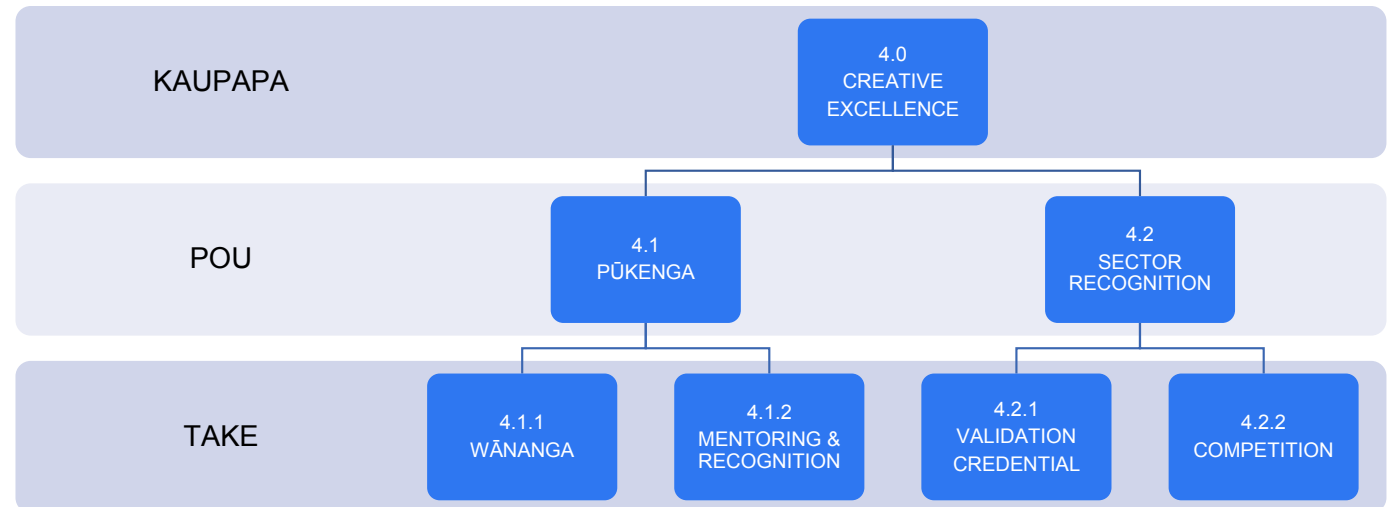 KAUPAPA
4.0
CREATIVE
EXCELLENCE
POU
4.1
PŪKENGA
4.2
SECTOR
RECOGNITION
TAKE
4.1.1
WĀNANGA
4.1.2
MENTORING &
RECOGNITION
4.2.1
VALIDATION
CREDENTIAL
4.2.2
COMPETITION